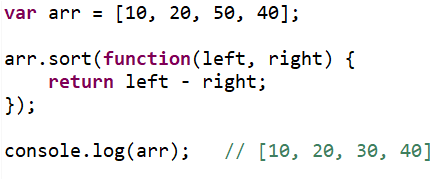 var arr = [10, 20, 50, 40];
arr.sort(function(left, right) {
    return left - right;
});
console.log(arr);   // [10, 20, 30, 40]